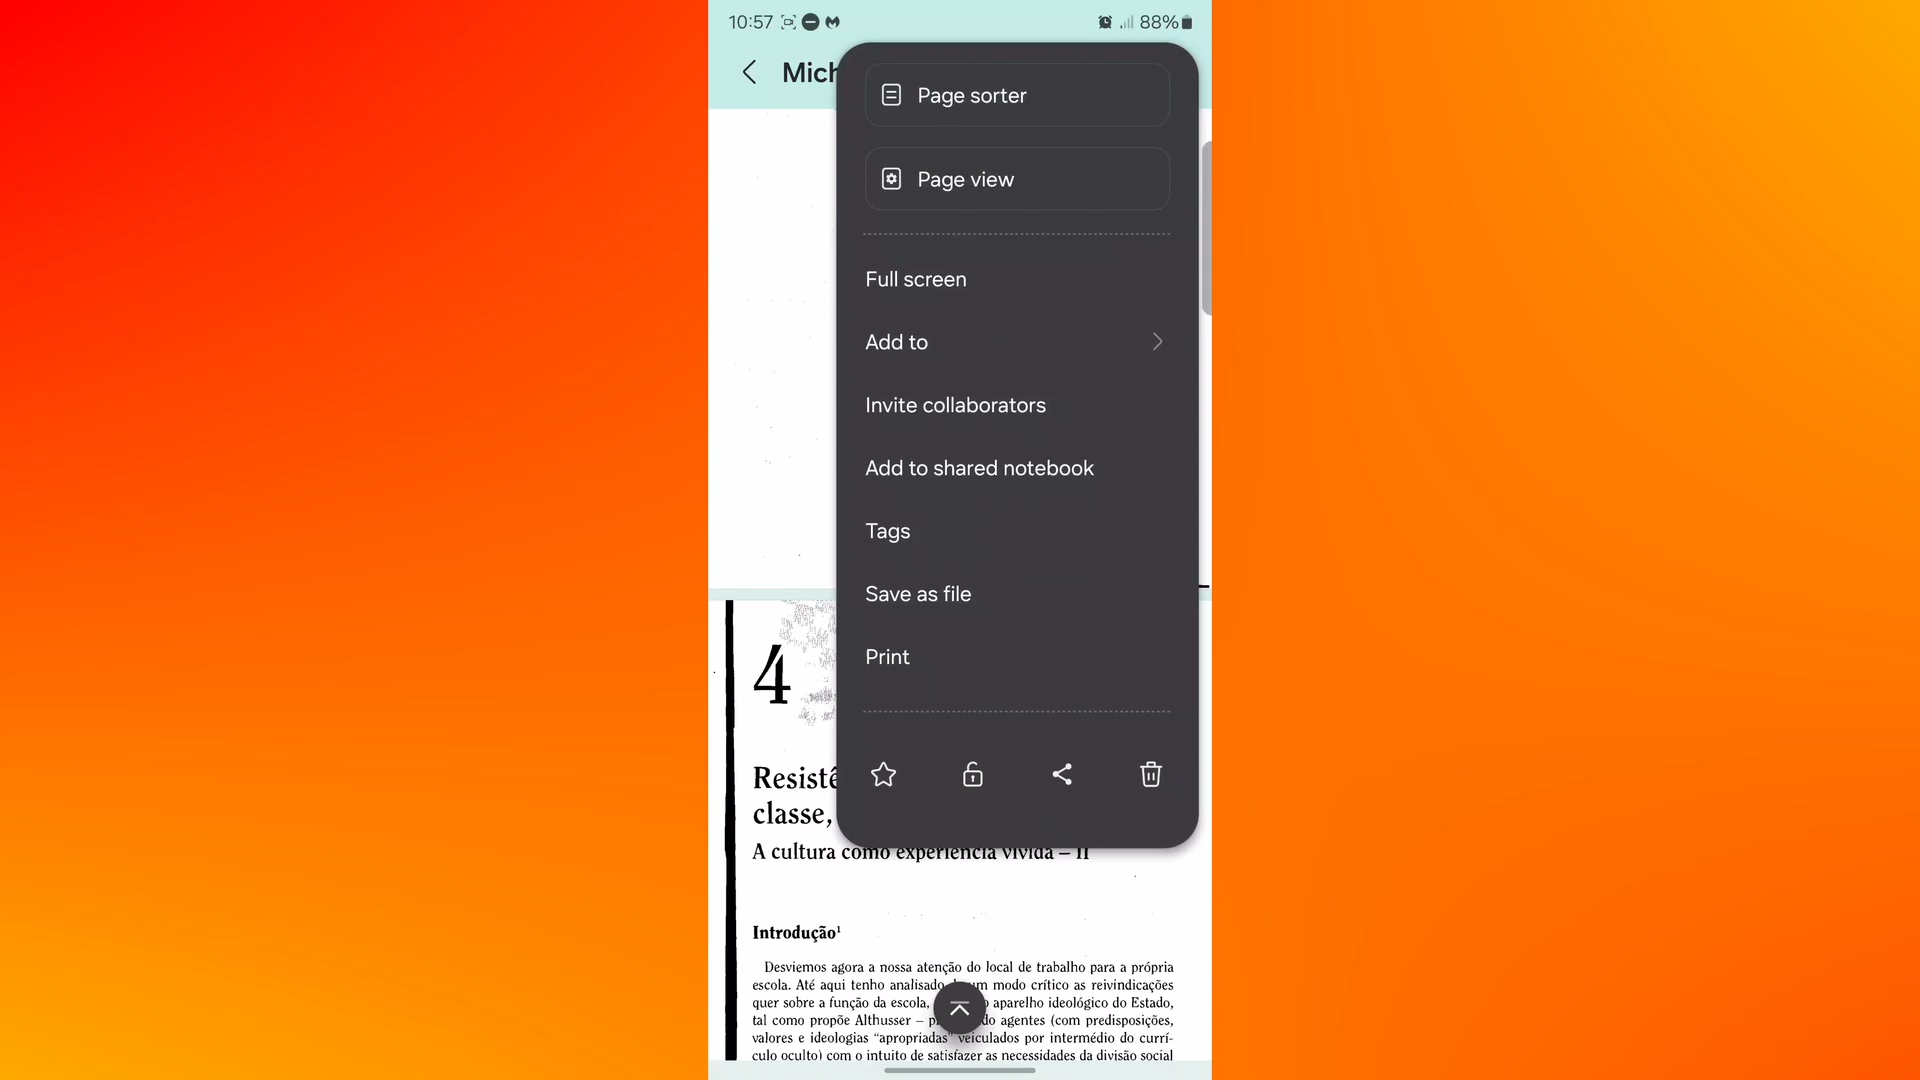 10:57 88%
Mich
Page sorter
Page view
Full screen
Add to
Invite collaborators
Add to shared notebook
Tags
Save as file
Print
4
Resistê
classe,
A cultura como experiência vivida – II
Introdução¹
Desviemos agora a nossa atenção do local de trabalho para a própria
escola. Até aqui tenho analisado um modo crítico as reivindicações
quer sobre a função da escola, o aparelho ideológico do Estado,
tal como propõe Althusser – do agentes (com predisposições,
valores e ideologias “apropriadas” veiculados por intermédio do currí-
culo oculto) com o intuito de satisfazer as necessidades da divisão social